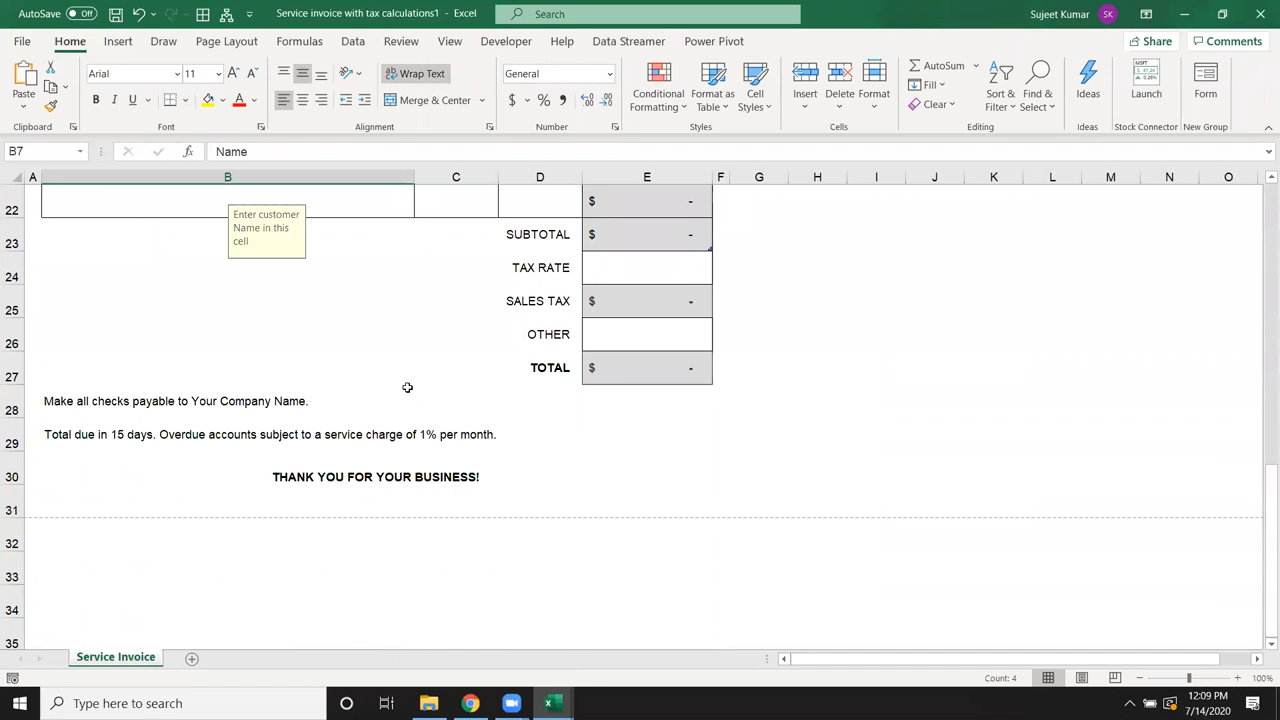 AutoSave Off Service invoice with tax calculations1 - Excel Search Sujeet Kumar SK
File Home Insert Draw Page Layout Formulas Data Review View Developer Help Data Streamer Power Pivot Share Comments
Paste Arial 11 A A Wrap Text General Conditional Formatting Format as Table Cell Styles Insert Delete Format AutoSum Fill Clear Sort & Filter Find & Select Ideas Launch Form
B I U A Merge & Center $ % ,
Clipboard Font Alignment Number Styles Cells Editing Ideas Stock Connector New Group
B7 fx Name
A B C D E F G H I J K L M N O
22 $ -
Enter customer
Name in this
cell
23 SUBTOTAL $ -
24 TAX RATE
25 SALES TAX $ -
26 OTHER
27 TOTAL $ -
28 Make all checks payable to Your Company Name.
29 Total due in 15 days. Overdue accounts subject to a service charge of 1% per month.
30 THANK YOU FOR YOUR BUSINESS!
31
32
33
34
35
Service Invoice
Count: 4 100%
Type here to search 12:09 PM
7/14/2020